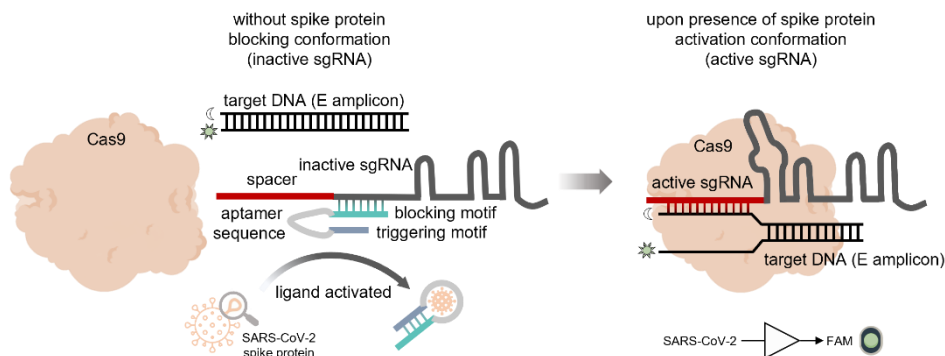 without spike protein
blocking conformation
(inactive sgRNA)
upon presence of spike protein
activation conformation
(active sgRNA)
target DNA (E amplicon)
Cas9
inactive sgRNA
spacer
aptamer
sequence
blocking motif
triggering motif
ligand activated
SARS-CoV-2
spike protein
Cas9
active sgRNA
target DNA (E amplicon)
SARS-CoV-2
FAM